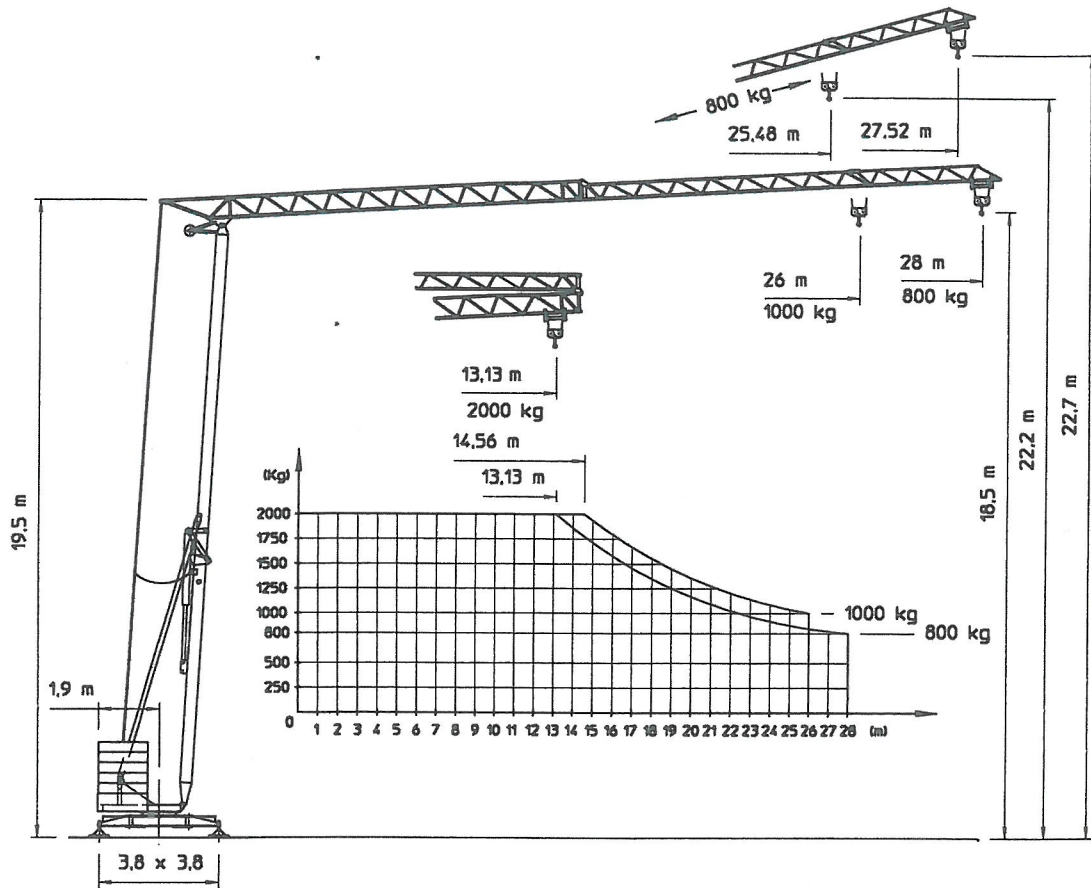 800 kg
25,48 m
27,52 m
26 m
1000 kg
28 m
800 kg
13,13 m
2000 kg
14,56 m
13,13 m
(Kg)
2000
1750
1500
1250
1000
800
500
250
0
1 2 3 4 5 6 7 8 9 10 11 12 13 14 15 16 17 18 19 20 21 22 23 24 25 26 27 28 (m)
1000 kg
800 kg
19,5 m
18,5 m
22,2 m
22,7 m
1,9 m
3,8 x 3,8